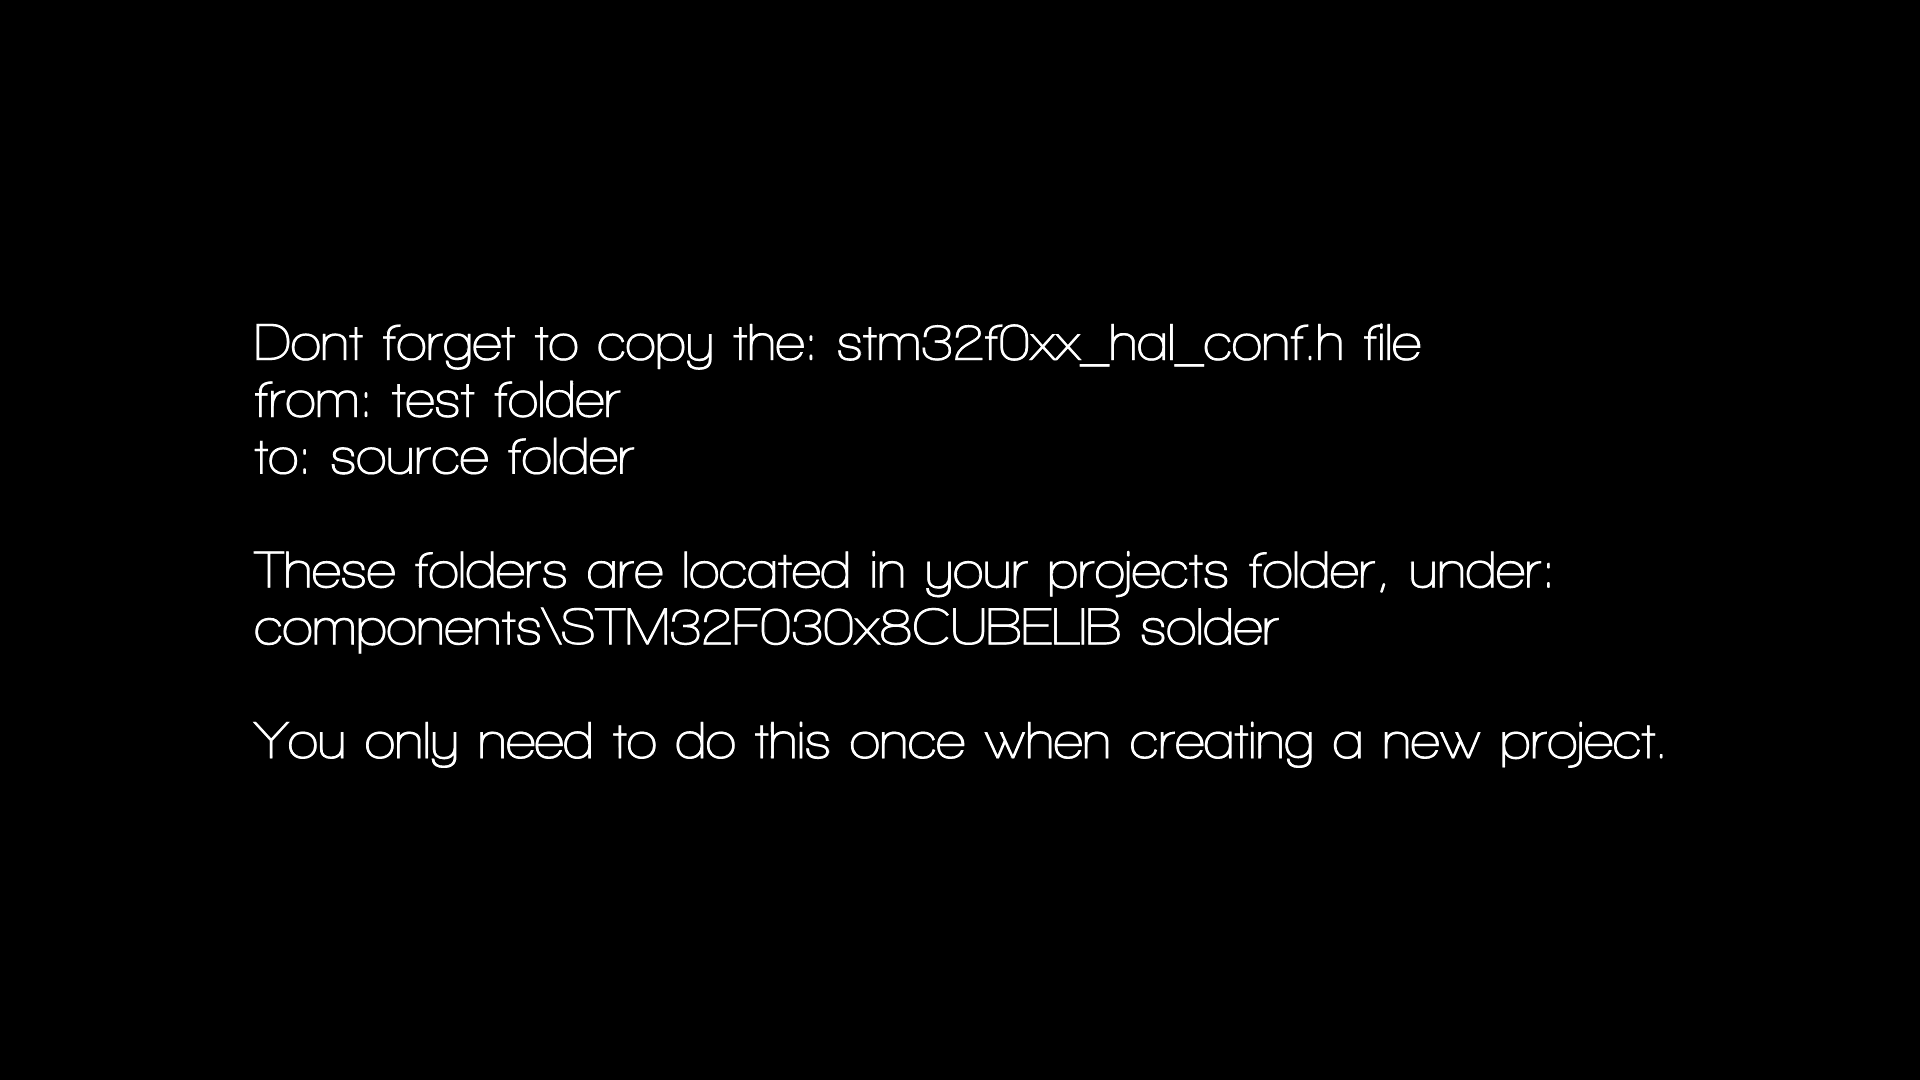 Dont forget to copy the: stm32f0xx_hal_conf.h file
from: test folder
to: source folder
These folders are located in your projects folder, under:
components\STM32F030x8CUBELIB solder
You only need to do this once when creating a new project.